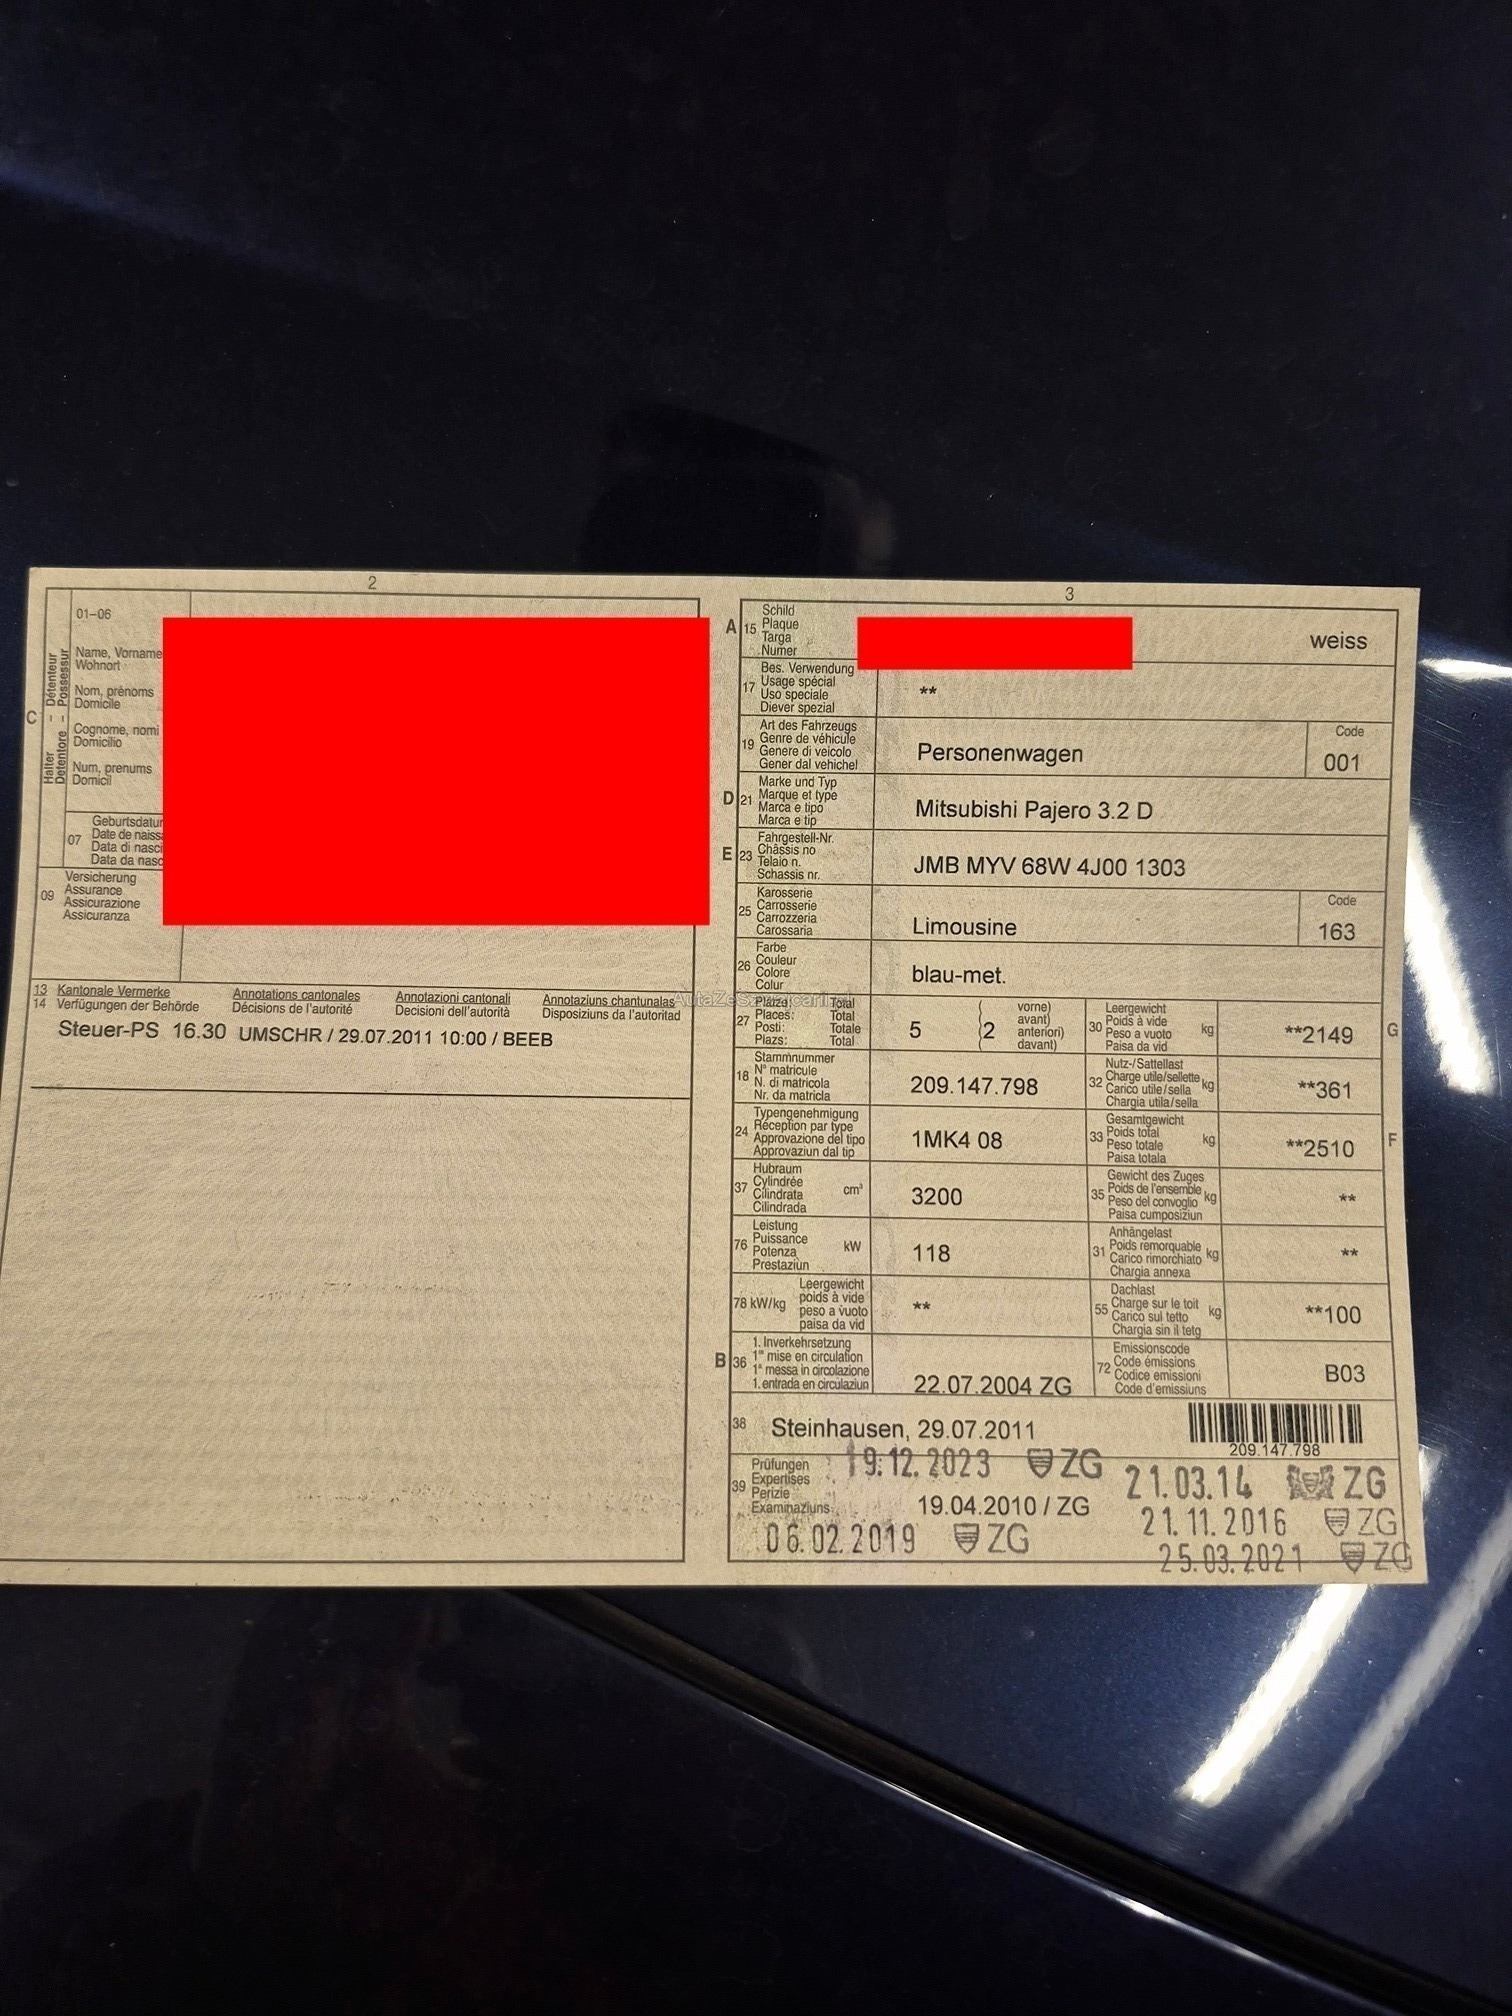 2
01–06
Name, Vorname
Wohnort
Nom, prénoms
Domicile
Cognome, nomi
Domicilio
Num, prenums
Domicil
C
Halter - Détenteur
Detentore - Possessur
07
Geburtsdatu
Date de naiss
Data di nasci
Data da nasc
09
Versicherung
Assurance
Assicurazione
Assicuranza
13 Kantonale Vermerke Annotations cantonales Annotazioni cantonali Annotaziuns chantunalas
14 Verfügungen der Behörde Décisions de l'autorité Decisioni dell'autorità Disposiziuns da l'autoritad
Steuer-PS 16.30 UMSCHR / 29.07.2011 10:00 / BEEB
3
A 15
Schild
Plaque
Targa
Numer
weiss
17
Bes. Verwendung
Usage spécial
Uso speciale
Diever spezial
**
19
Art des Fahrzeugs
Genre de véhicule
Genere di veicolo
Gener dal vehichel
Personenwagen
Code
001
D 21
Marke und Typ
Marque et type
Marca e tipo
Marca e tip
Mitsubishi Pajero 3.2 D
E 23
Fahrgestell-Nr.
Châssis no
Telaio n.
Schassis nr.
JMB MYV 68W 4J00 1303
25
Karosserie
Carrosserie
Carrozzeria
Carossaria
Limousine
Code
163
26
Farbe
Couleur
Colore
Colur
blau-met.
27
Plätze: Total
Places: Total
Posti: Totale
Plazs: Total
5 (2
vorne)
avant)
anteriori)
davant)
30
Leergewicht
Poids à vide
Peso a vuoto
Paisa da vid
kg
**2149
G
18
Stammnummer
N° matricule
N. di matricola
Nr. da matricla
209.147.798
32
Nutz-/Sattellast
Charge utile/sellette
Carico utile/sella
Chargia utila/sella
kg
**361
24
Typengenehmigung
Réception par type
Approvazione del tipo
Approvaziun dal tip
1MK4 08
33
Gesamtgewicht
Poids total
Peso totale
Paisa totala
kg
**2510
F
37
Hubraum
Cylindrée
Cilindrata
Cilindrada
cm³
3200
35
Gewicht des Zuges
Poids de l'ensemble
Peso del convoglio
Paisa cumposiziun
kg
**
76
Leistung
Puissance
Potenza
Prestaziun
kW
118
31
Anhängelast
Poids remorquable
Carico rimorchiato
Chargia annexa
kg
**
78 kW/kg
Leergewicht
poids à vide
peso a vuoto
paisa da vid
**
55
Dachlast
Charge sur le toit
Carico sul tetto
Chargia sin il tetg
kg
**100
B 36
1. Inverkehrsetzung
1re mise en circulation
1a messa in circolazione
1. entrada en circulaziun
22.07.2004 ZG
72
Emissionscode
Code émissions
Codice emissioni
Code d'emissiuns
B03
38 Steinhausen, 29.07.2011
209.147.798
39
Prüfungen
Expertises
Perizie
Examinaziuns
19.12.2023 ZG
21.03.14 ZG
19.04.2010 / ZG
21.11.2016 ZG
06.02.2019 ZG
25.03.2021 ZG